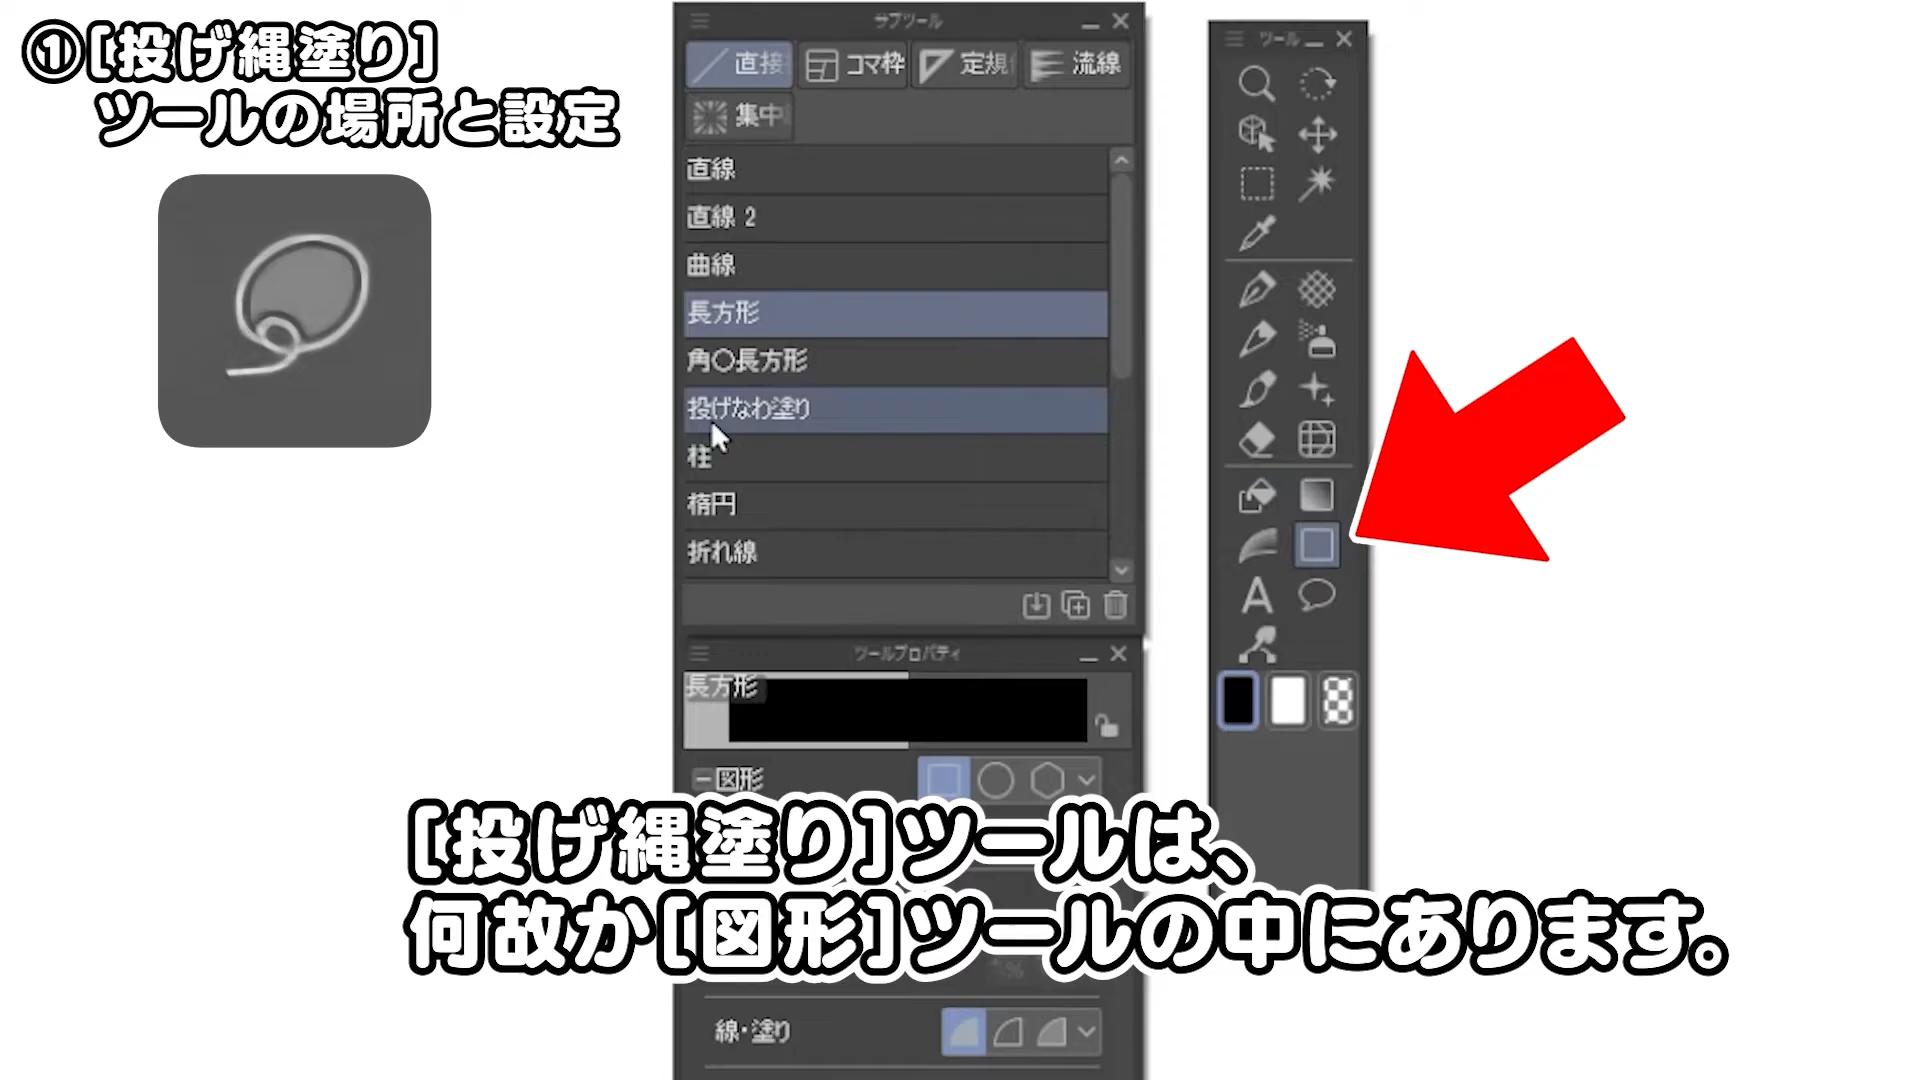 ①[投げ縄塗り]
ツールの場所と設定
サブツール
直接
コマ枠
定規
流線
集中
直線
直線 2
曲線
長方形
角〇長方形
投げなわ塗り
柱
楕円
折れ線
ツールプロパティ
長方形
図形
線・塗り
ツール
A
[投げ縄塗り]ツールは、
何故か[図形]ツールの中にあります。